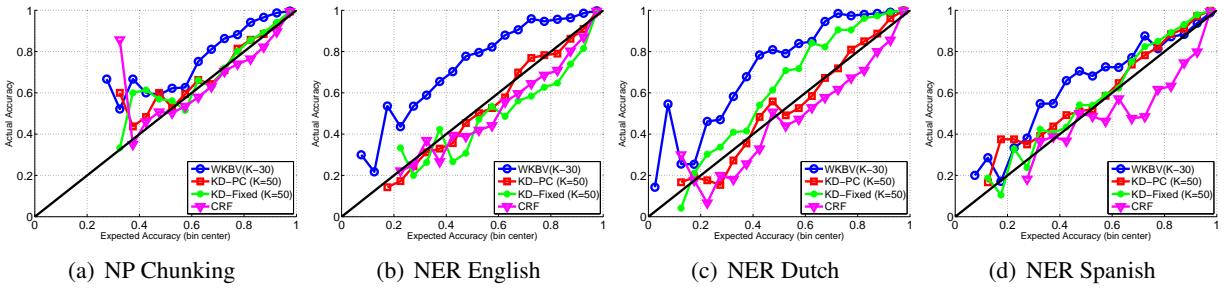 1
0.8
0.6
0.4
0.2
0
0 0.2 0.4 0.6 0.8 1
Actual Accuracy
Expected Accuracy (bin center)
WKBV(K−30)
KD−PC (K=50)
KD−Fixed (K=50)
CRF
(a) NP Chunking
1
0.8
0.6
0.4
0.2
0
0 0.2 0.4 0.6 0.8 1
Actual Accuracy
Expected Accuracy (bin center)
WKBV(K−30)
KD−PC (K=50)
KD−Fixed (K=50)
CRF
(b) NER English
1
0.8
0.6
0.4
0.2
0
0 0.2 0.4 0.6 0.8 1
Actual Accuracy
Expected Accuracy (bin center)
WKBV(K−30)
KD−PC (K=50)
KD−Fixed (K=50)
CRF
(c) NER Dutch
1
0.8
0.6
0.4
0.2
0
0 0.2 0.4 0.6 0.8 1
Actual Accuracy
Expected Accuracy (bin center)
WKBV(K−30)
KD−PC (K=50)
KD−Fixed (K=50)
CRF
(d) NER Spanish